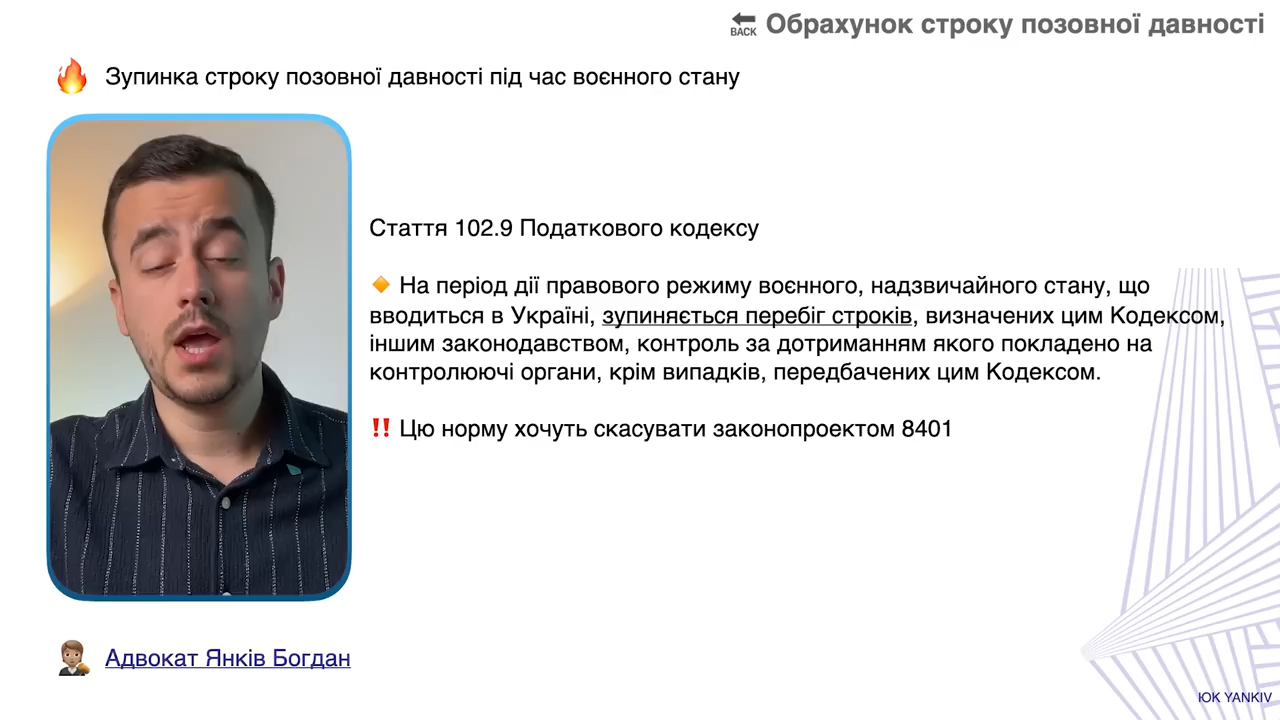 BACK Обрахунок строку позовної давності
Зупинка строку позовної давності під час воєнного стану
Стаття 102.9 Податкового кодексу
На період дії правового режиму воєнного, надзвичайного стану, що
вводиться в Україні, зупиняється перебіг строків, визначених цим Кодексом,
іншим законодавством, контроль за дотриманням якого покладено на
контролюючі органи, крім випадків, передбачених цим Кодексом.
‼️ Цю норму хочуть скасувати законопроектом 8401
Адвокат Янків Богдан
ЮК YANKIV